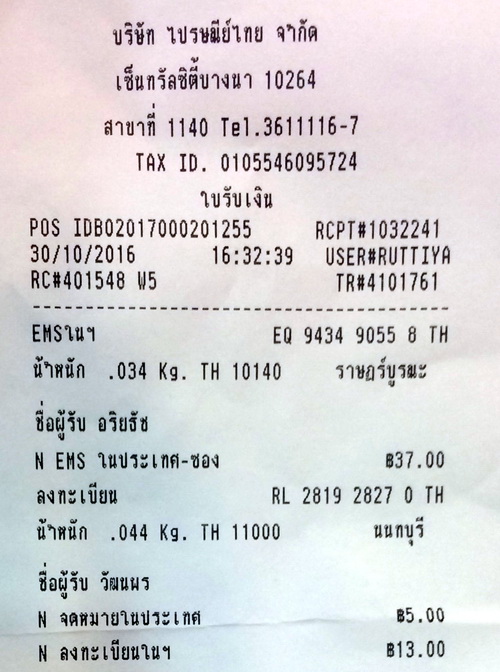 บริษัท ไปรษณีย์ไทย จำกัด
เซ็นทรัลซิตี้บางนา 10264
สาขาที่ 1140 Tel.3611116-7
TAX ID. 0105546095724
ใบรับเงิน
POS IDB02017000201255 RCPT#1032241
30/10/2016 16:32:39 USER#RUTTIYA
RC#401548 W5 TR#4101761
EMSในฯ EQ 9434 9055 8 TH
น้ำหนัก .034 Kg. TH 10140 ราษฎร์บูรณะ
ชื่อผู้รับ อริยธัช
N EMS ในประเทศ-ซอง ฿37.00
ลงทะเบียน RL 2819 2827 0 TH
น้ำหนัก .044 Kg. TH 11000 นนทบุรี
ชื่อผู้รับ วัฒนพร
N จดหมายในประเทศ ฿5.00
N ลงทะเบียนในฯ ฿13.00